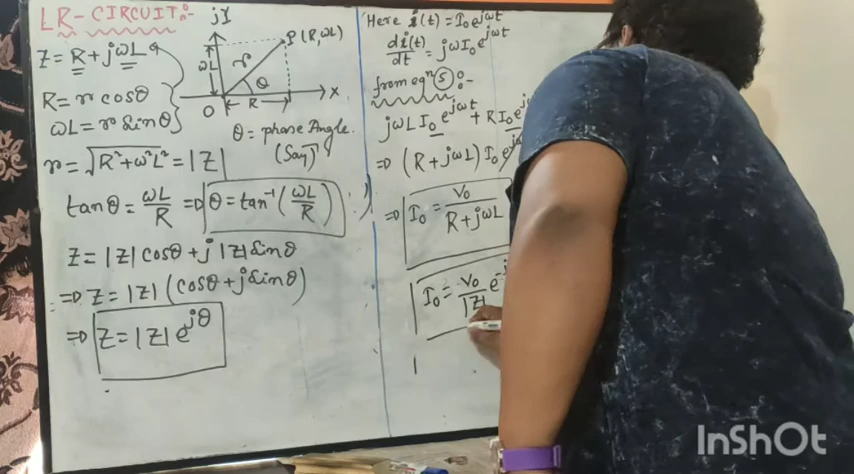 LR- CIRCUIT:-
Z = R + jωL
R = r cosθ
ωL = r sinθ
r = √R²+ω²L² = |Z|
tanθ = ωL/R ⇒ θ = tan⁻¹(ωL/R)
Z = |Z| cosθ + j |Z| sinθ
⇒ Z = |Z| (cosθ + j sinθ)
⇒ Z = |Z| e^jθ
jY
P(R, ωL)
ωL
r
θ
O
R
X
θ = phase Angle.
(Say)
Here i(t) = I₀e^jωt
di(t)/dt = jωI₀e^jωt
from eqⁿ (5) :-
jωL I₀ e^jωt + R I₀ e^jω
⇒ (R + jωL) I₀ e^jω
⇒ I₀ = V₀/R + jωL
I₀ = V₀/|Z| e^-j
InShOt